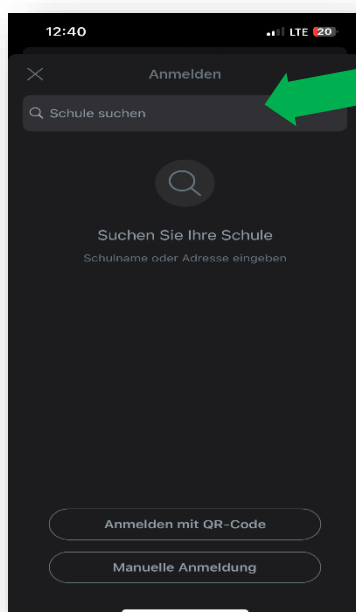 12:40 LTE 20
Anmelden
Schule suchen
Suchen Sie Ihre Schule
Schulname oder Adresse eingeben
Anmelden mit QR-Code
Manuelle Anmeldung